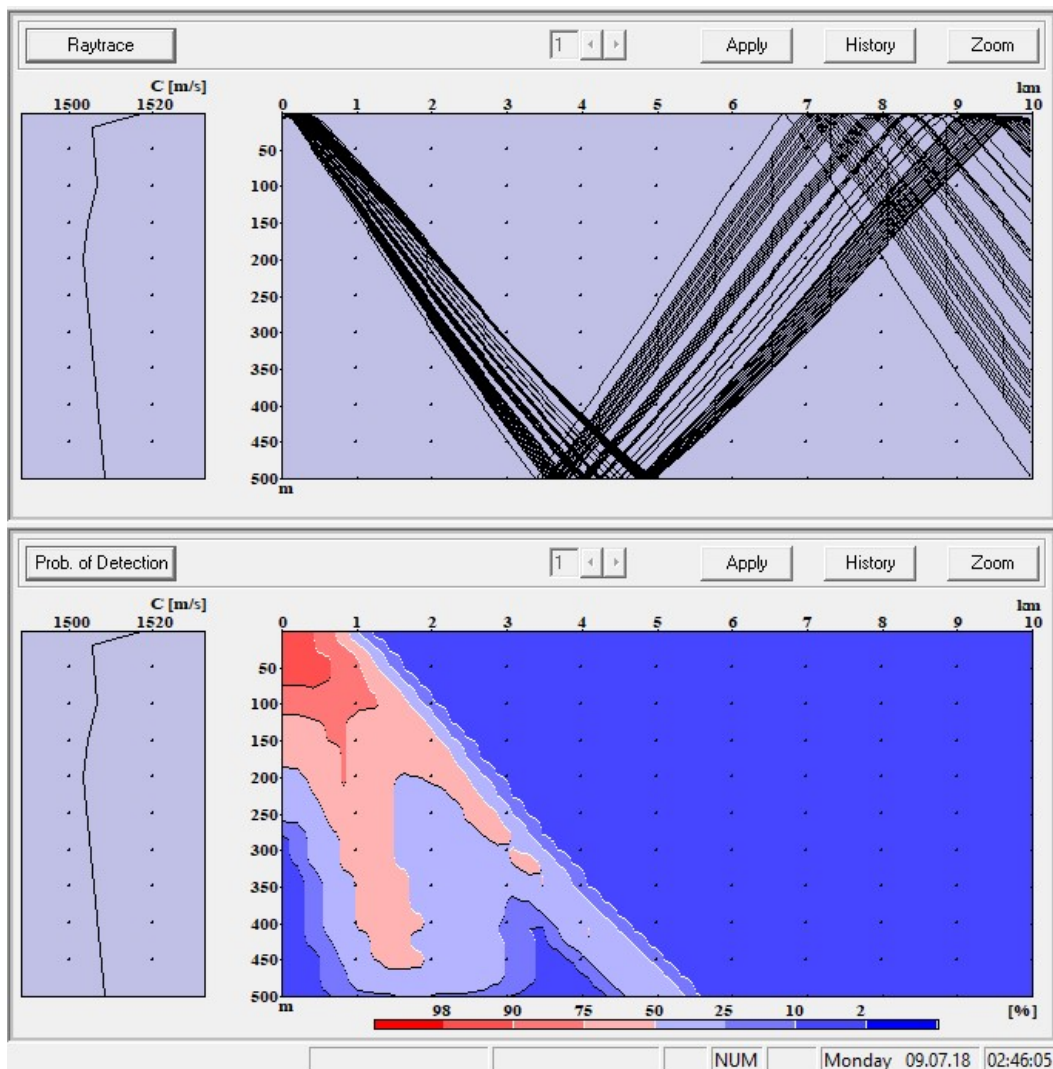 Raytrace 1 Apply History Zoom
C [m/s] km
1500 1520 0 1 2 3 4 5 6 7 8 9 10
50
100
150
200
250
300
350
400
450
500
m
Prob. of Detection 1 Apply History Zoom
C [m/s] km
1500 1520 0 1 2 3 4 5 6 7 8 9 10
50
100
150
200
250
300
350
400
450
500
m 98 90 75 50 25 10 2 [%]
NUM Monday 09.07.18 02:46:05